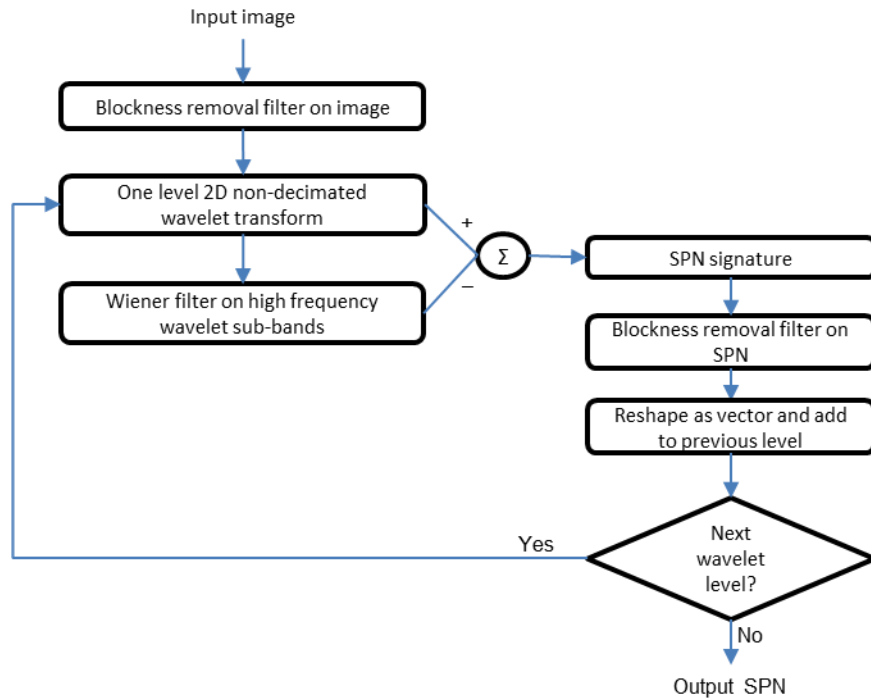 Input image
Blockness removal filter on image
One level 2D non-decimated
wavelet transform
+
Σ
−
Wiener filter on high frequency
wavelet sub-bands
SPN signature
Blockness removal filter on
SPN
Reshape as vector and add
to previous level
Next
wavelet
level?
Yes
No
Output SPN